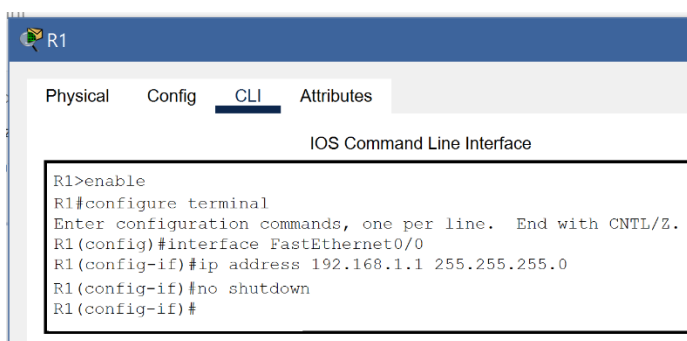 R1
Physical Config CLI Attributes
IOS Command Line Interface
R1>enable
R1#configure terminal
Enter configuration commands, one per line.  End with CNTL/Z.
R1(config)#interface FastEthernet0/0
R1(config-if)#ip address 192.168.1.1 255.255.255.0
R1(config-if)#no shutdown
R1(config-if)#